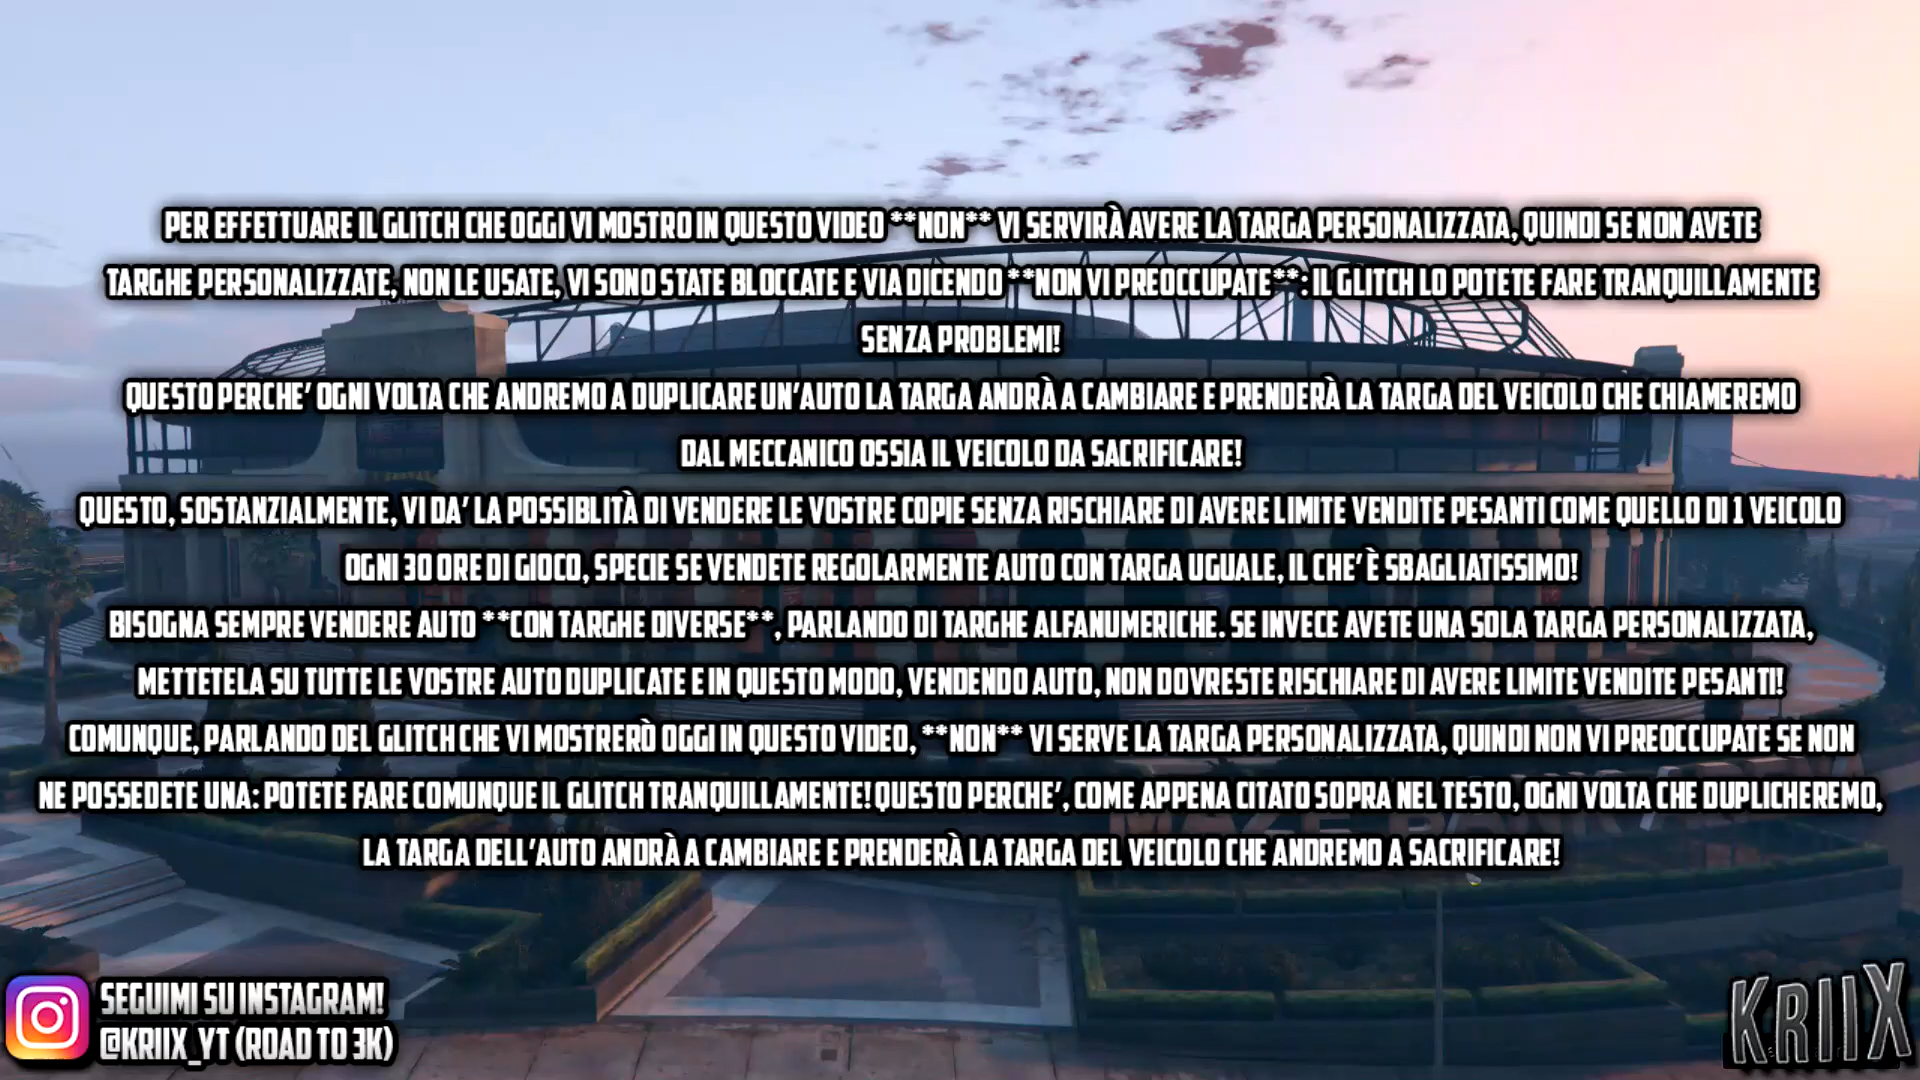 PER EFFETTUARE IL GLITCH CHE OGGI VI MOSTRO IN QUESTO VIDEO **NON** VI SERVIRÀ AVERE LA TARGA PERSONALIZZATA, QUINDI SE NON AVETE
TARGHE PERSONALIZZATE, NON LE USATE, VI SONO STATE BLOCCATE E VIA DICENDO **NON VI PREOCCUPATE**: IL GLITCH LO POTETE FARE TRANQUILLAMENTE
SENZA PROBLEMI!
QUESTO PERCHE' OGNI VOLTA CHE ANDREMO A DUPLICARE UN'AUTO LA TARGA ANDRÀ A CAMBIARE E PRENDERÀ LA TARGA DEL VEICOLO CHE CHIAMEREMO
DAL MECCANICO OSSIA IL VEICOLO DA SACRIFICARE!
QUESTO, SOSTANZIALMENTE, VI DA' LA POSSIBLITÀ DI VENDERE LE VOSTRE COPIE SENZA RISCHIARE DI AVERE LIMITE VENDITE PESANTI COME QUELLO DI 1 VEICOLO
OGNI 30 ORE DI GIOCO, SPECIE SE VENDETE REGOLARMENTE AUTO CON TARGA UGUALE, IL CHE' È SBAGLIATISSIMO!
BISOGNA SEMPRE VENDERE AUTO **CON TARGHE DIVERSE**, PARLANDO DI TARGHE ALFANUMERICHE. SE INVECE AVETE UNA SOLA TARGA PERSONALIZZATA,
METTETELA SU TUTTE LE VOSTRE AUTO DUPLICATE E IN QUESTO MODO, VENDENDO AUTO, NON DOVRESTE RISCHIARE DI AVERE LIMITE VENDITE PESANTI!
COMUNQUE, PARLANDO DEL GLITCH CHE VI MOSTRERÒ OGGI IN QUESTO VIDEO, **NON** VI SERVE LA TARGA PERSONALIZZATA, QUINDI NON VI PREOCCUPATE SE NON
NE POSSEDETE UNA: POTETE FARE COMUNQUE IL GLITCH TRANQUILLAMENTE! QUESTO PERCHE', COME APPENA CITATO SOPRA NEL TESTO, OGNI VOLTA CHE DUPLICHEREMO,
LA TARGA DELL'AUTO ANDRÀ A CAMBIARE E PRENDERÀ LA TARGA DEL VEICOLO CHE ANDREMO A SACRIFICARE!
MAZE BANK
SEGUIMI SU INSTAGRAM!
@KRIIX_YT (ROAD TO 3K)
KRIIX